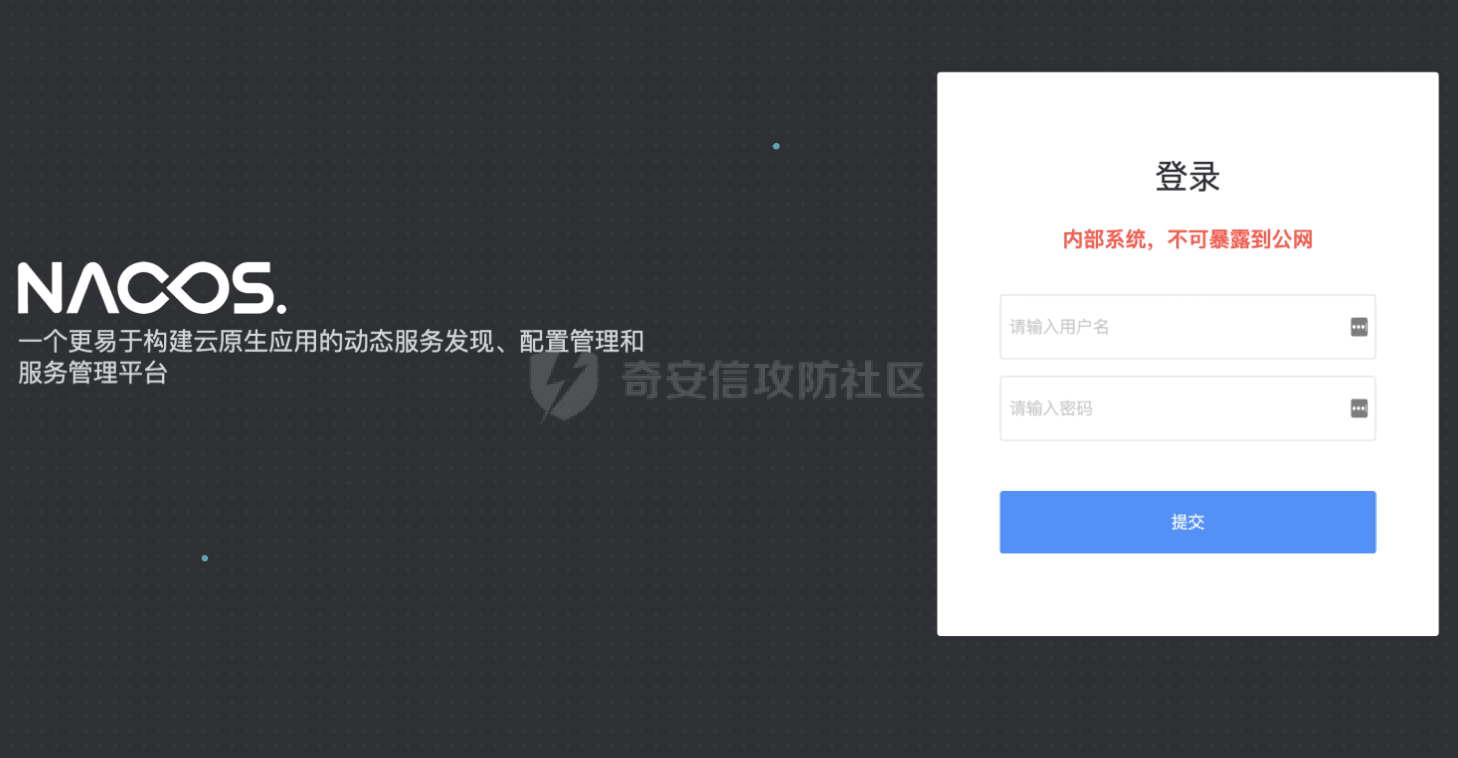 NACOS.
一个更易于构建云原生应用的动态服务发现、配置管理和
服务管理平台
奇安信攻防社区
登录
内部系统，不可暴露到公网
请输入用户名
请输入密码
提交